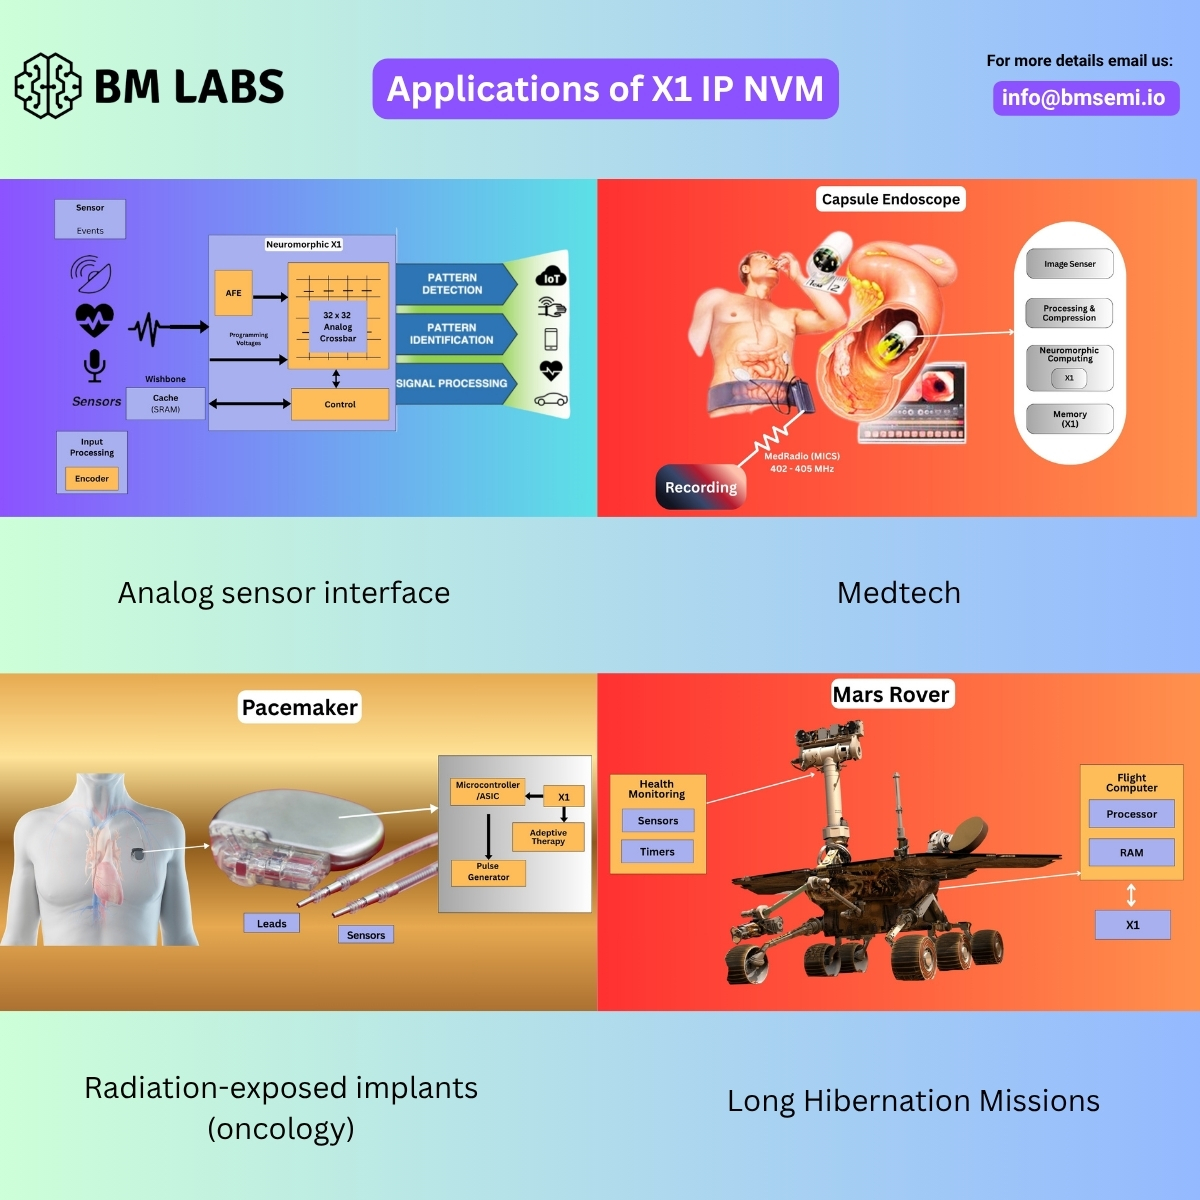 BM LABS
Applications of X1 IP NVM
For more details email us:
info@bmsemi.io
Sensor
Events
Sensors
Input
Processing
Encoder
Wishbone
Cache
(SRAM)
Neuromorphic X1
AFE
Programming
Voltages
32 x 32
Analog
Crossbar
Control
PATTERN
DETECTION
PATTERN
IDENTIFICATION
SIGNAL PROCESSING
IoT
Capsule Endoscope
Image Senser
Processing &
Compression
Neuromorphic
Computing
X1
Memory
(X1)
MedRadio (MICS)
402 - 405 MHz
Recording
Analog sensor interface
Medtech
Pacemaker
Leads
Sensors
Microcontroller
/ASIC
X1
Adeptive
Therapy
Pulse
Generator
Mars Rover
Health
Monitoring
Sensors
Timers
Flight
Computer
Processor
RAM
X1
Radiation-exposed implants
(oncology)
Long Hibernation Missions